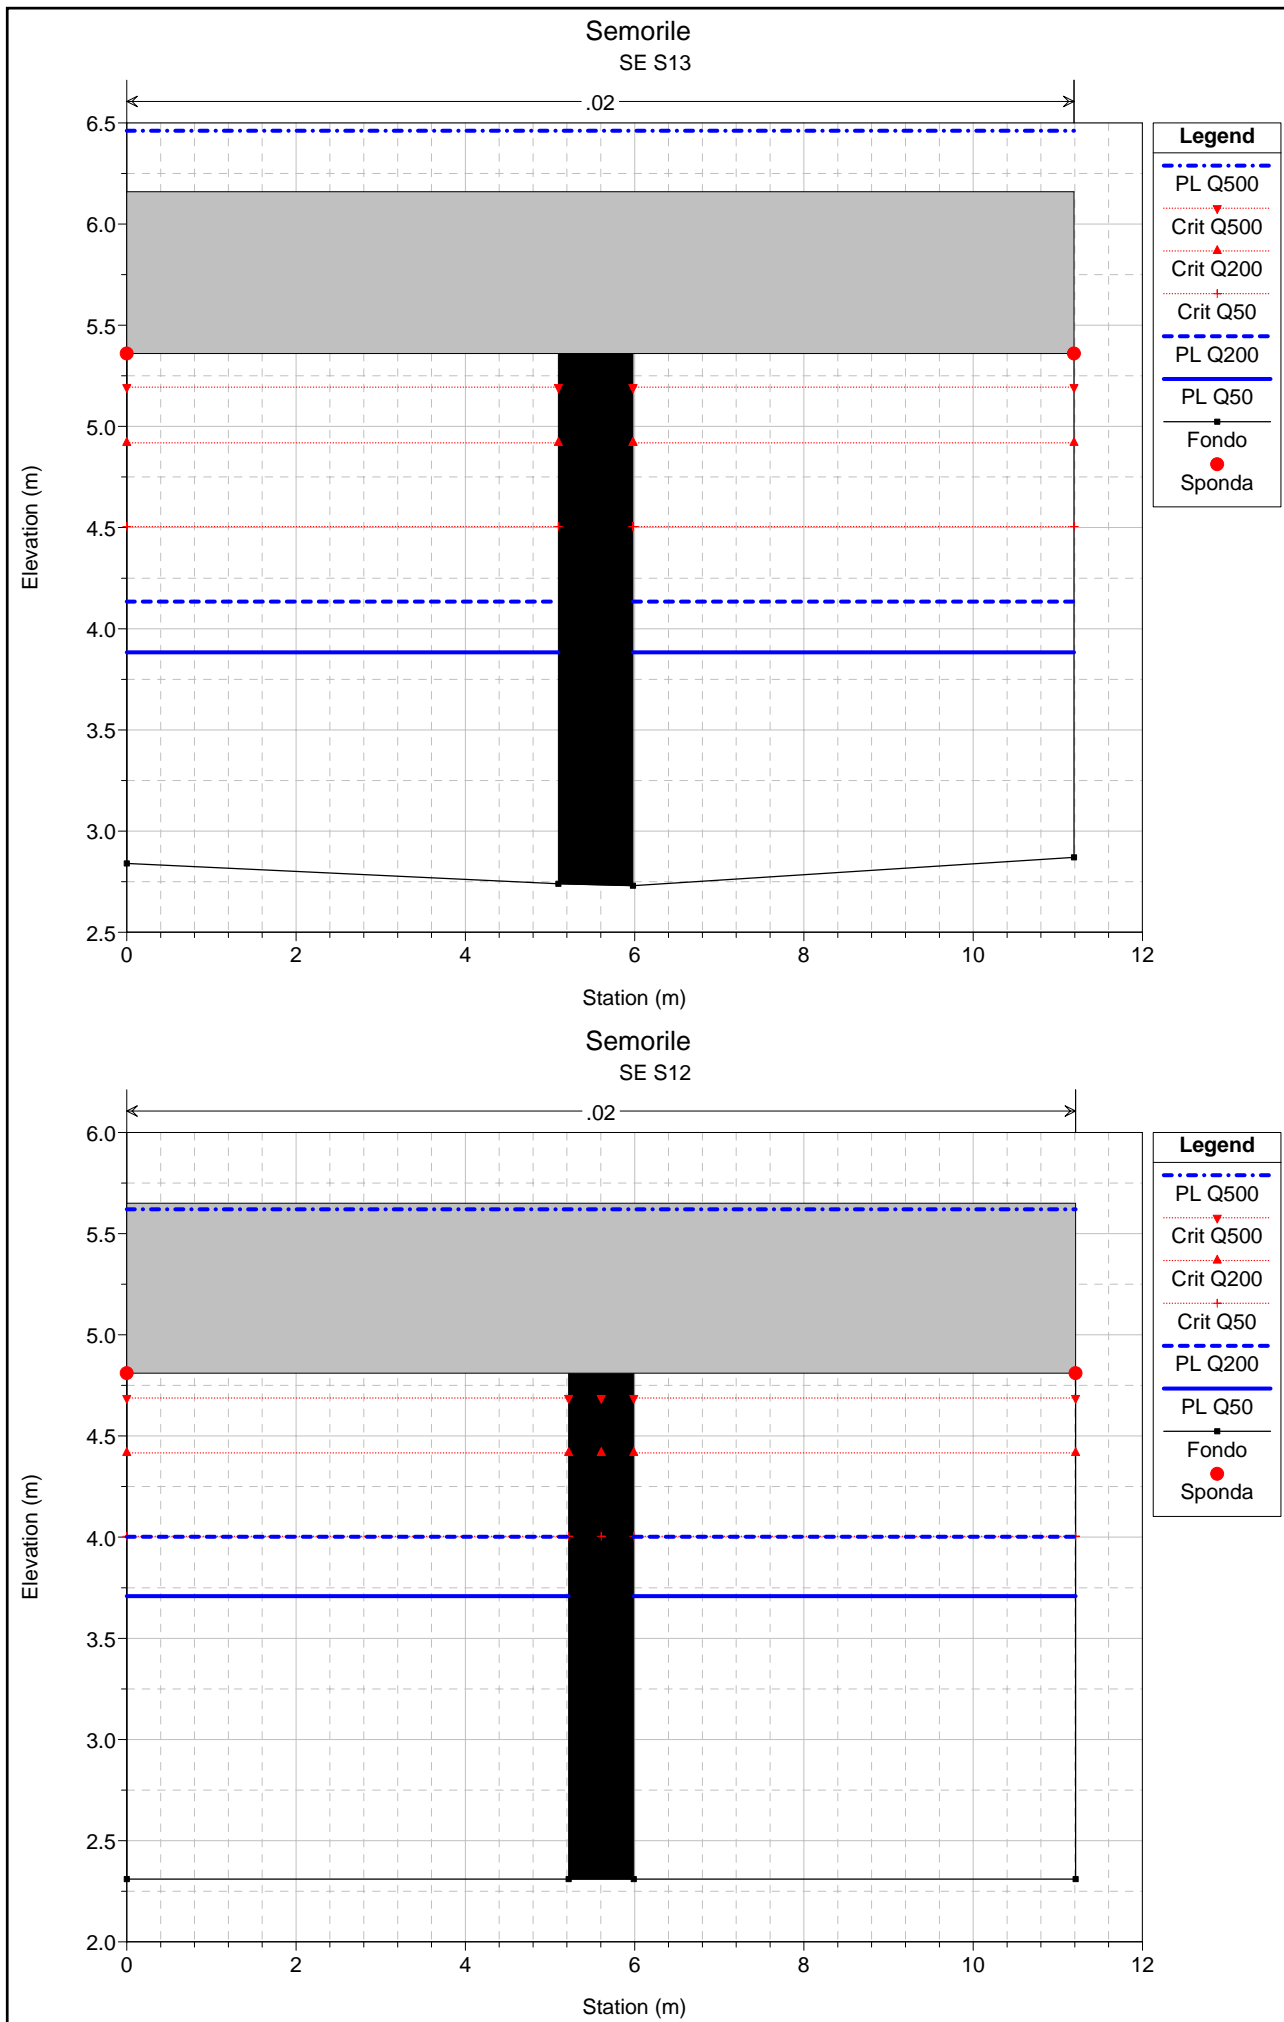 Semorile
SE S13
.02
6.5
6.0
5.5
5.0
4.5
4.0
3.5
3.0
2.5
0 2 4 6 8 10 12
Station (m)
Elevation (m)
Legend
PL Q500
Crit Q500
Crit Q200
Crit Q50
PL Q200
PL Q50
Fondo
Sponda
Semorile
SE S12
.02
6.0
5.5
5.0
4.5
4.0
3.5
3.0
2.5
2.0
0 2 4 6 8 10 12
Station (m)
Elevation (m)
Legend
PL Q500
Crit Q500
Crit Q200
Crit Q50
PL Q200
PL Q50
Fondo
Sponda